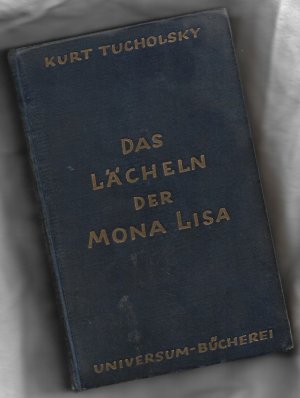 KURT TUCHOLSKY
DAS
LÄCHELN
DER
MONA LISA
UNIVERSUM-BÜCHEREI